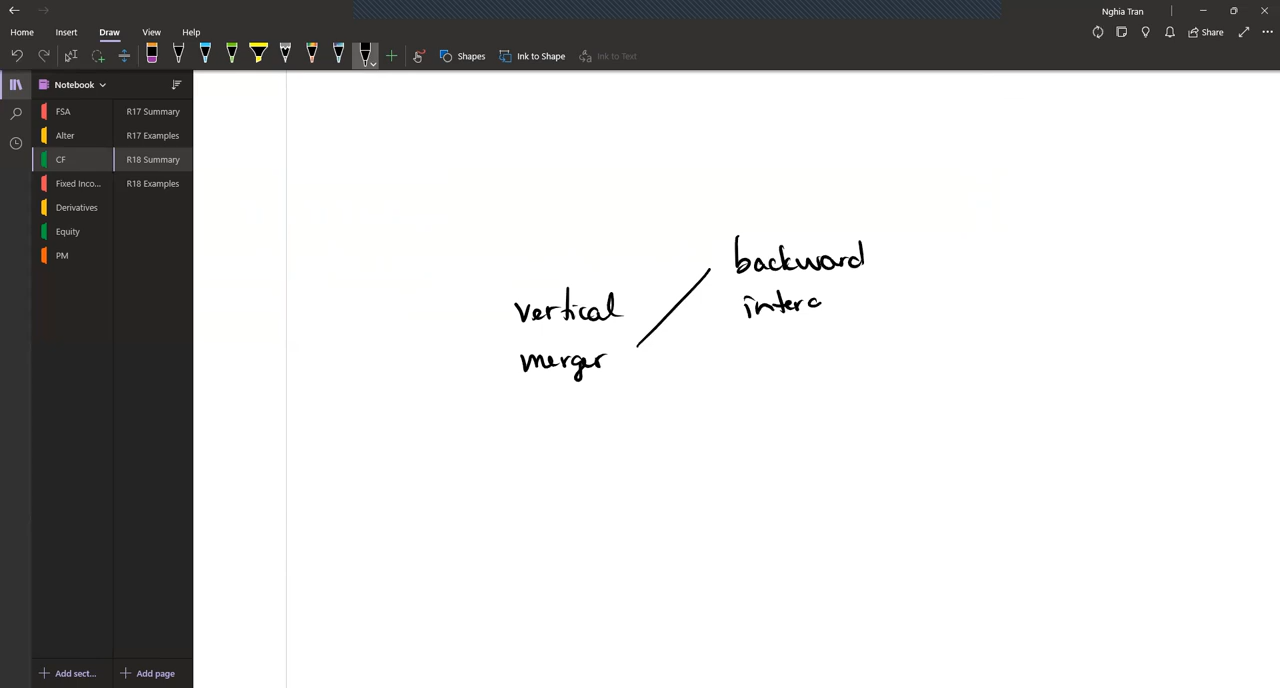 Nghia Tran
Home Insert Draw View Help
Shapes Ink to Shape Ink to Text Share
Notebook
FSA R17 Summary
Alter R17 Examples
CF R18 Summary
Fixed Inco... R18 Examples
Derivatives
Equity
PM
vertical
merger
backward
interc
Add sect... Add page